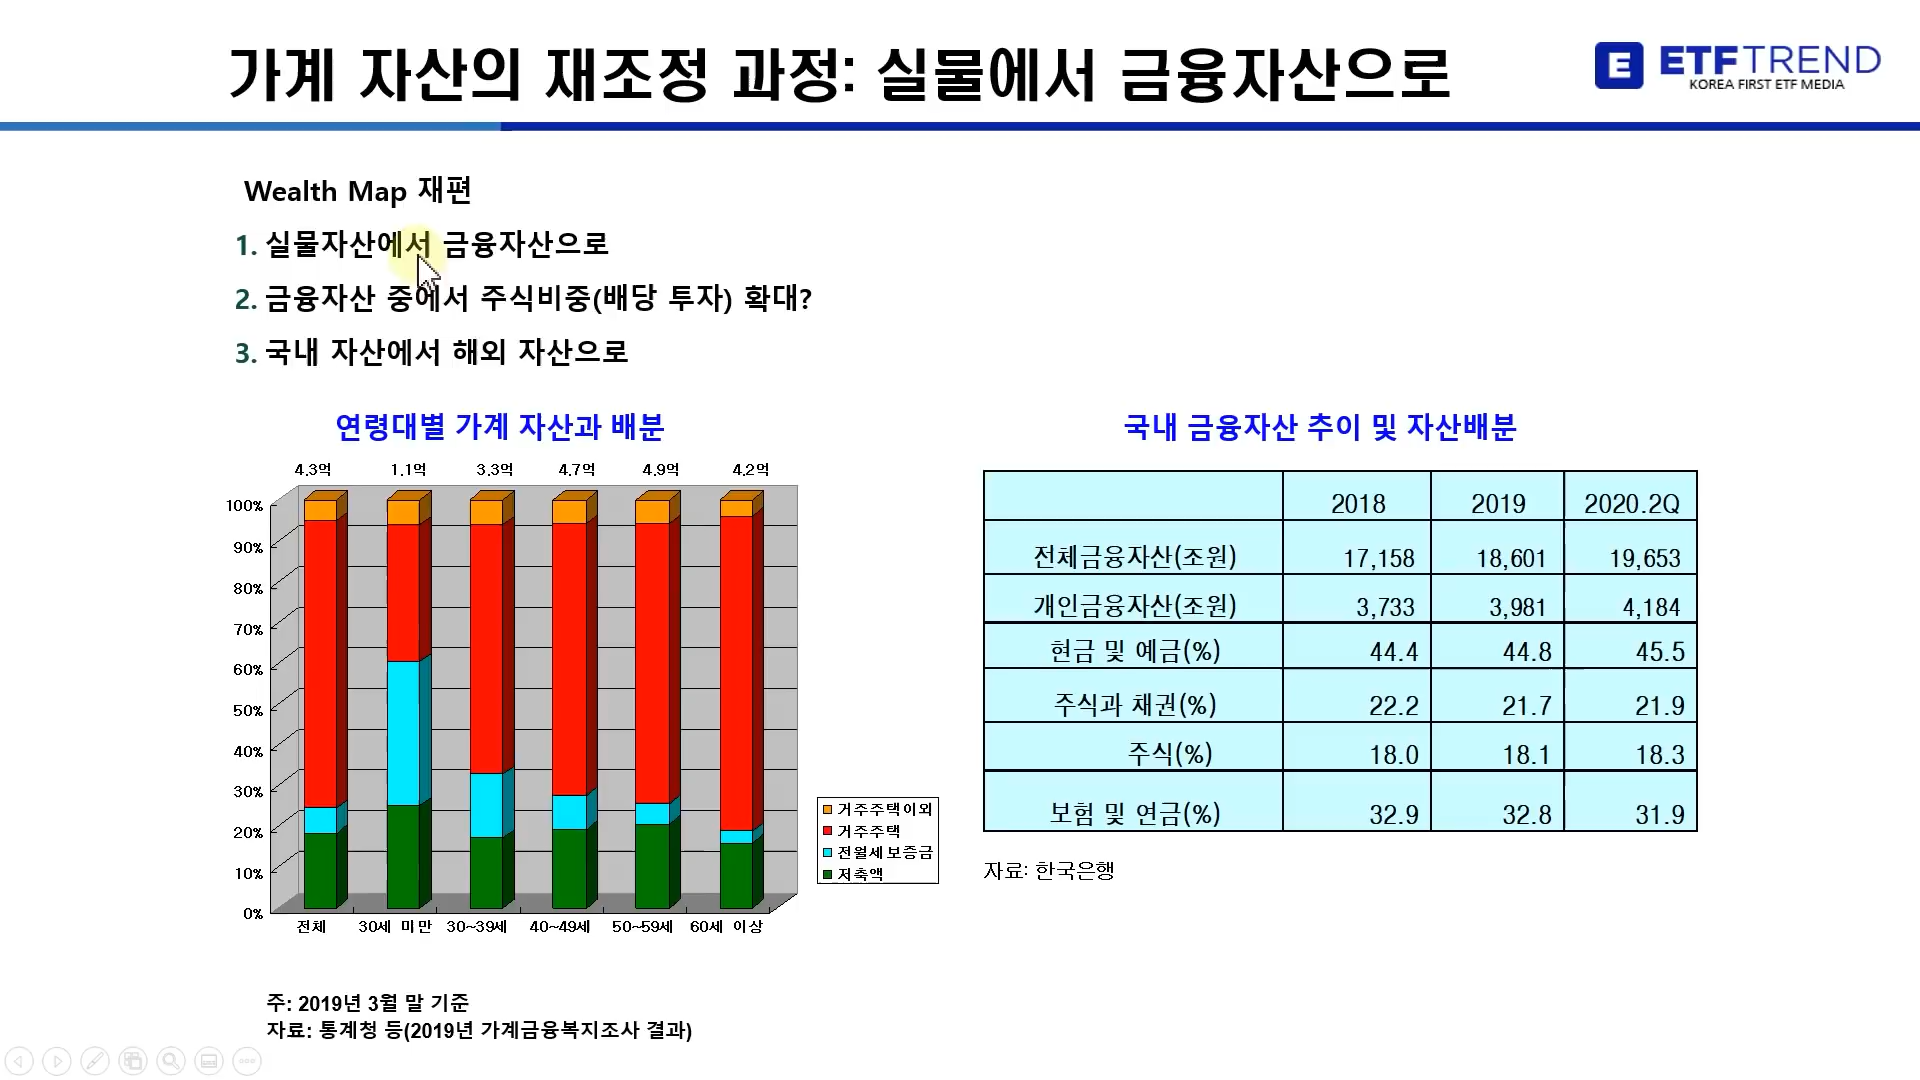 가계 자산의 재조정 과정: 실물에서 금융자산으로
E ETFTREND
KOREA FIRST ETF MEDIA
Wealth Map 재편
1. 실물자산에서 금융자산으로
2. 금융자산 중에서 주식비중(배당 투자) 확대?
3. 국내 자산에서 해외 자산으로
연령대별 가계 자산과 배분
4.3억 1.1억 3.3억 4.7억 4.9억 4.2억
100%
90%
80%
70%
60%
50%
40%
30%
20%
10%
0%
전체 30세 미만 30~39세 40~49세 50~59세 60세 이상
거주주택이외
거주주택
전월세 보증금
저축액
주: 2019년 3월 말 기준
자료: 통계청 등(2019년 가계금융복지조사 결과)
국내 금융자산 추이 및 자산배분
2018 2019 2020.2Q
전체금융자산(조원) 17,158 18,601 19,653
개인금융자산(조원) 3,733 3,981 4,184
현금 및 예금(%) 44.4 44.8 45.5
주식과 채권(%) 22.2 21.7 21.9
주식(%) 18.0 18.1 18.3
보험 및 연금(%) 32.9 32.8 31.9
자료: 한국은행